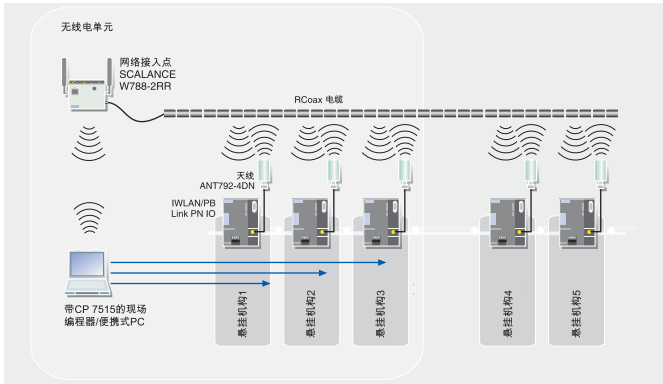 无线电单元
网络接入点
SCALANCE
W788-2RR
RCoax 电缆
天线
ANT792-4DN
IWLAN/PB
Link PN IO
悬挂机构1
悬挂机构2
悬挂机构3
悬挂机构4
悬挂机构5
带CP 7515的现场
编程器/便携式PC